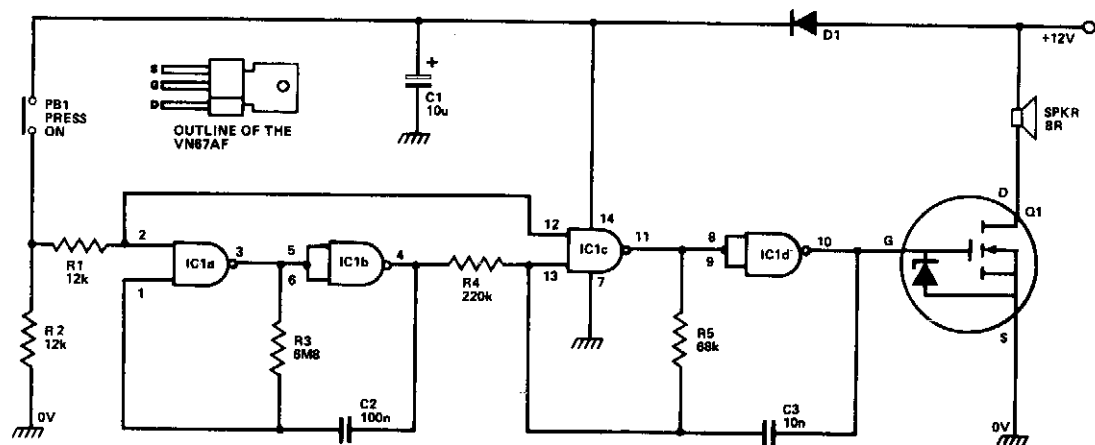 +12V
D1
+
C1
10u
S
G
D
OUTLINE OF THE
VN67AF
PB1
PRESS
ON
SPKR
8R
D
Q1
12
14
2
3
5
4
11
8
10
G
R1
12k
IC1a
IC1b
R4
220k
IC1c
IC1d
1
6
13
7
9
R2
12k
R3
6M8
R5
68k
S
C2
100n
C3
10n
0V
0V